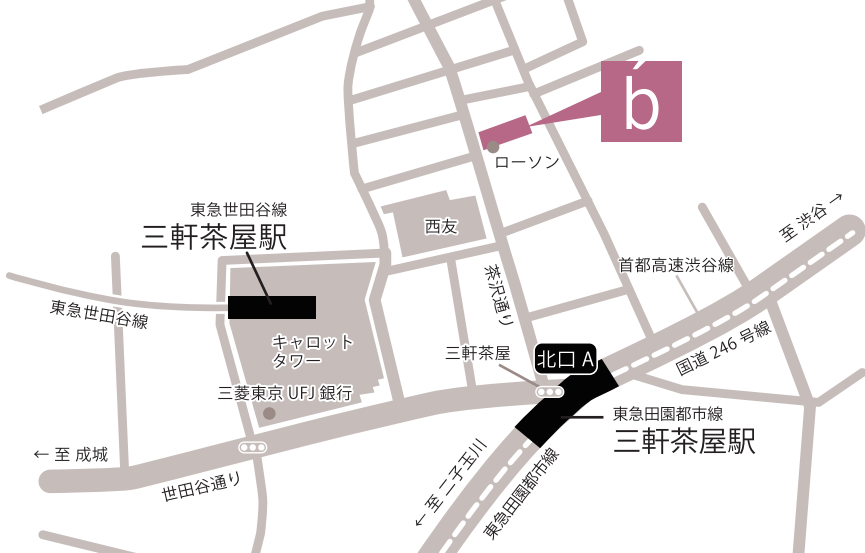 b
ローソン
東急世田谷線
三軒茶屋駅
西友
至 渋谷 →
首都高速渋谷線
茶沢通り
東急世田谷線
キャロット
タワー
国道 246 号線
三軒茶屋
北口 A
三菱東京 UFJ 銀行
東急田園都市線
三軒茶屋駅
← 至 成城
世田谷通り
← 至 二子玉川
東急田園都市線